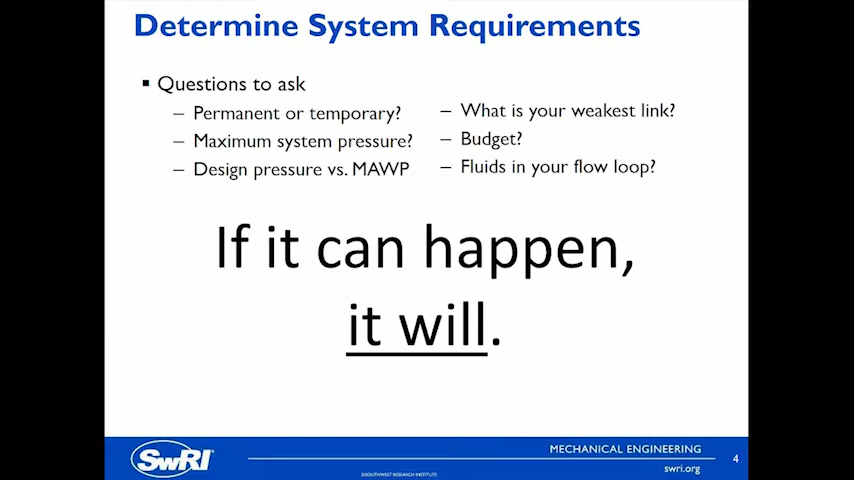 Determine System Requirements
▪ Questions to ask
– Permanent or temporary?
– Maximum system pressure?
– Design pressure vs. MAWP
– What is your weakest link?
– Budget?
– Fluids in your flow loop?
If it can happen,
it will.
SwRI
©SOUTHWEST RESEARCH INSTITUTE
MECHANICAL ENGINEERING
swri.org
4